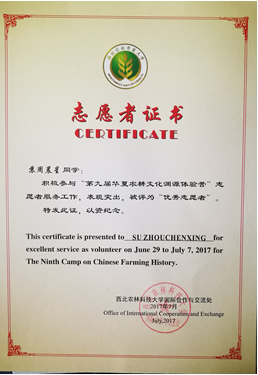 志愿者证书
CERTIFICATE
苏周晨星 同学：
积极参与“第九届华夏农耕文化渊源体验营”志
愿者服务工作，表现突出，被评为“优秀志愿者”。
特发此证，以资纪念。
This certificate is presented to SU ZHOUCHENXING for
excellent service as volunteer on June 29 to July 7, 2017 for
The Ninth Camp on Chinese Farming History.
西北农林科技大学国际合作与交流处
2017年7月
Office of International Cooperation and Exchange
July,2017